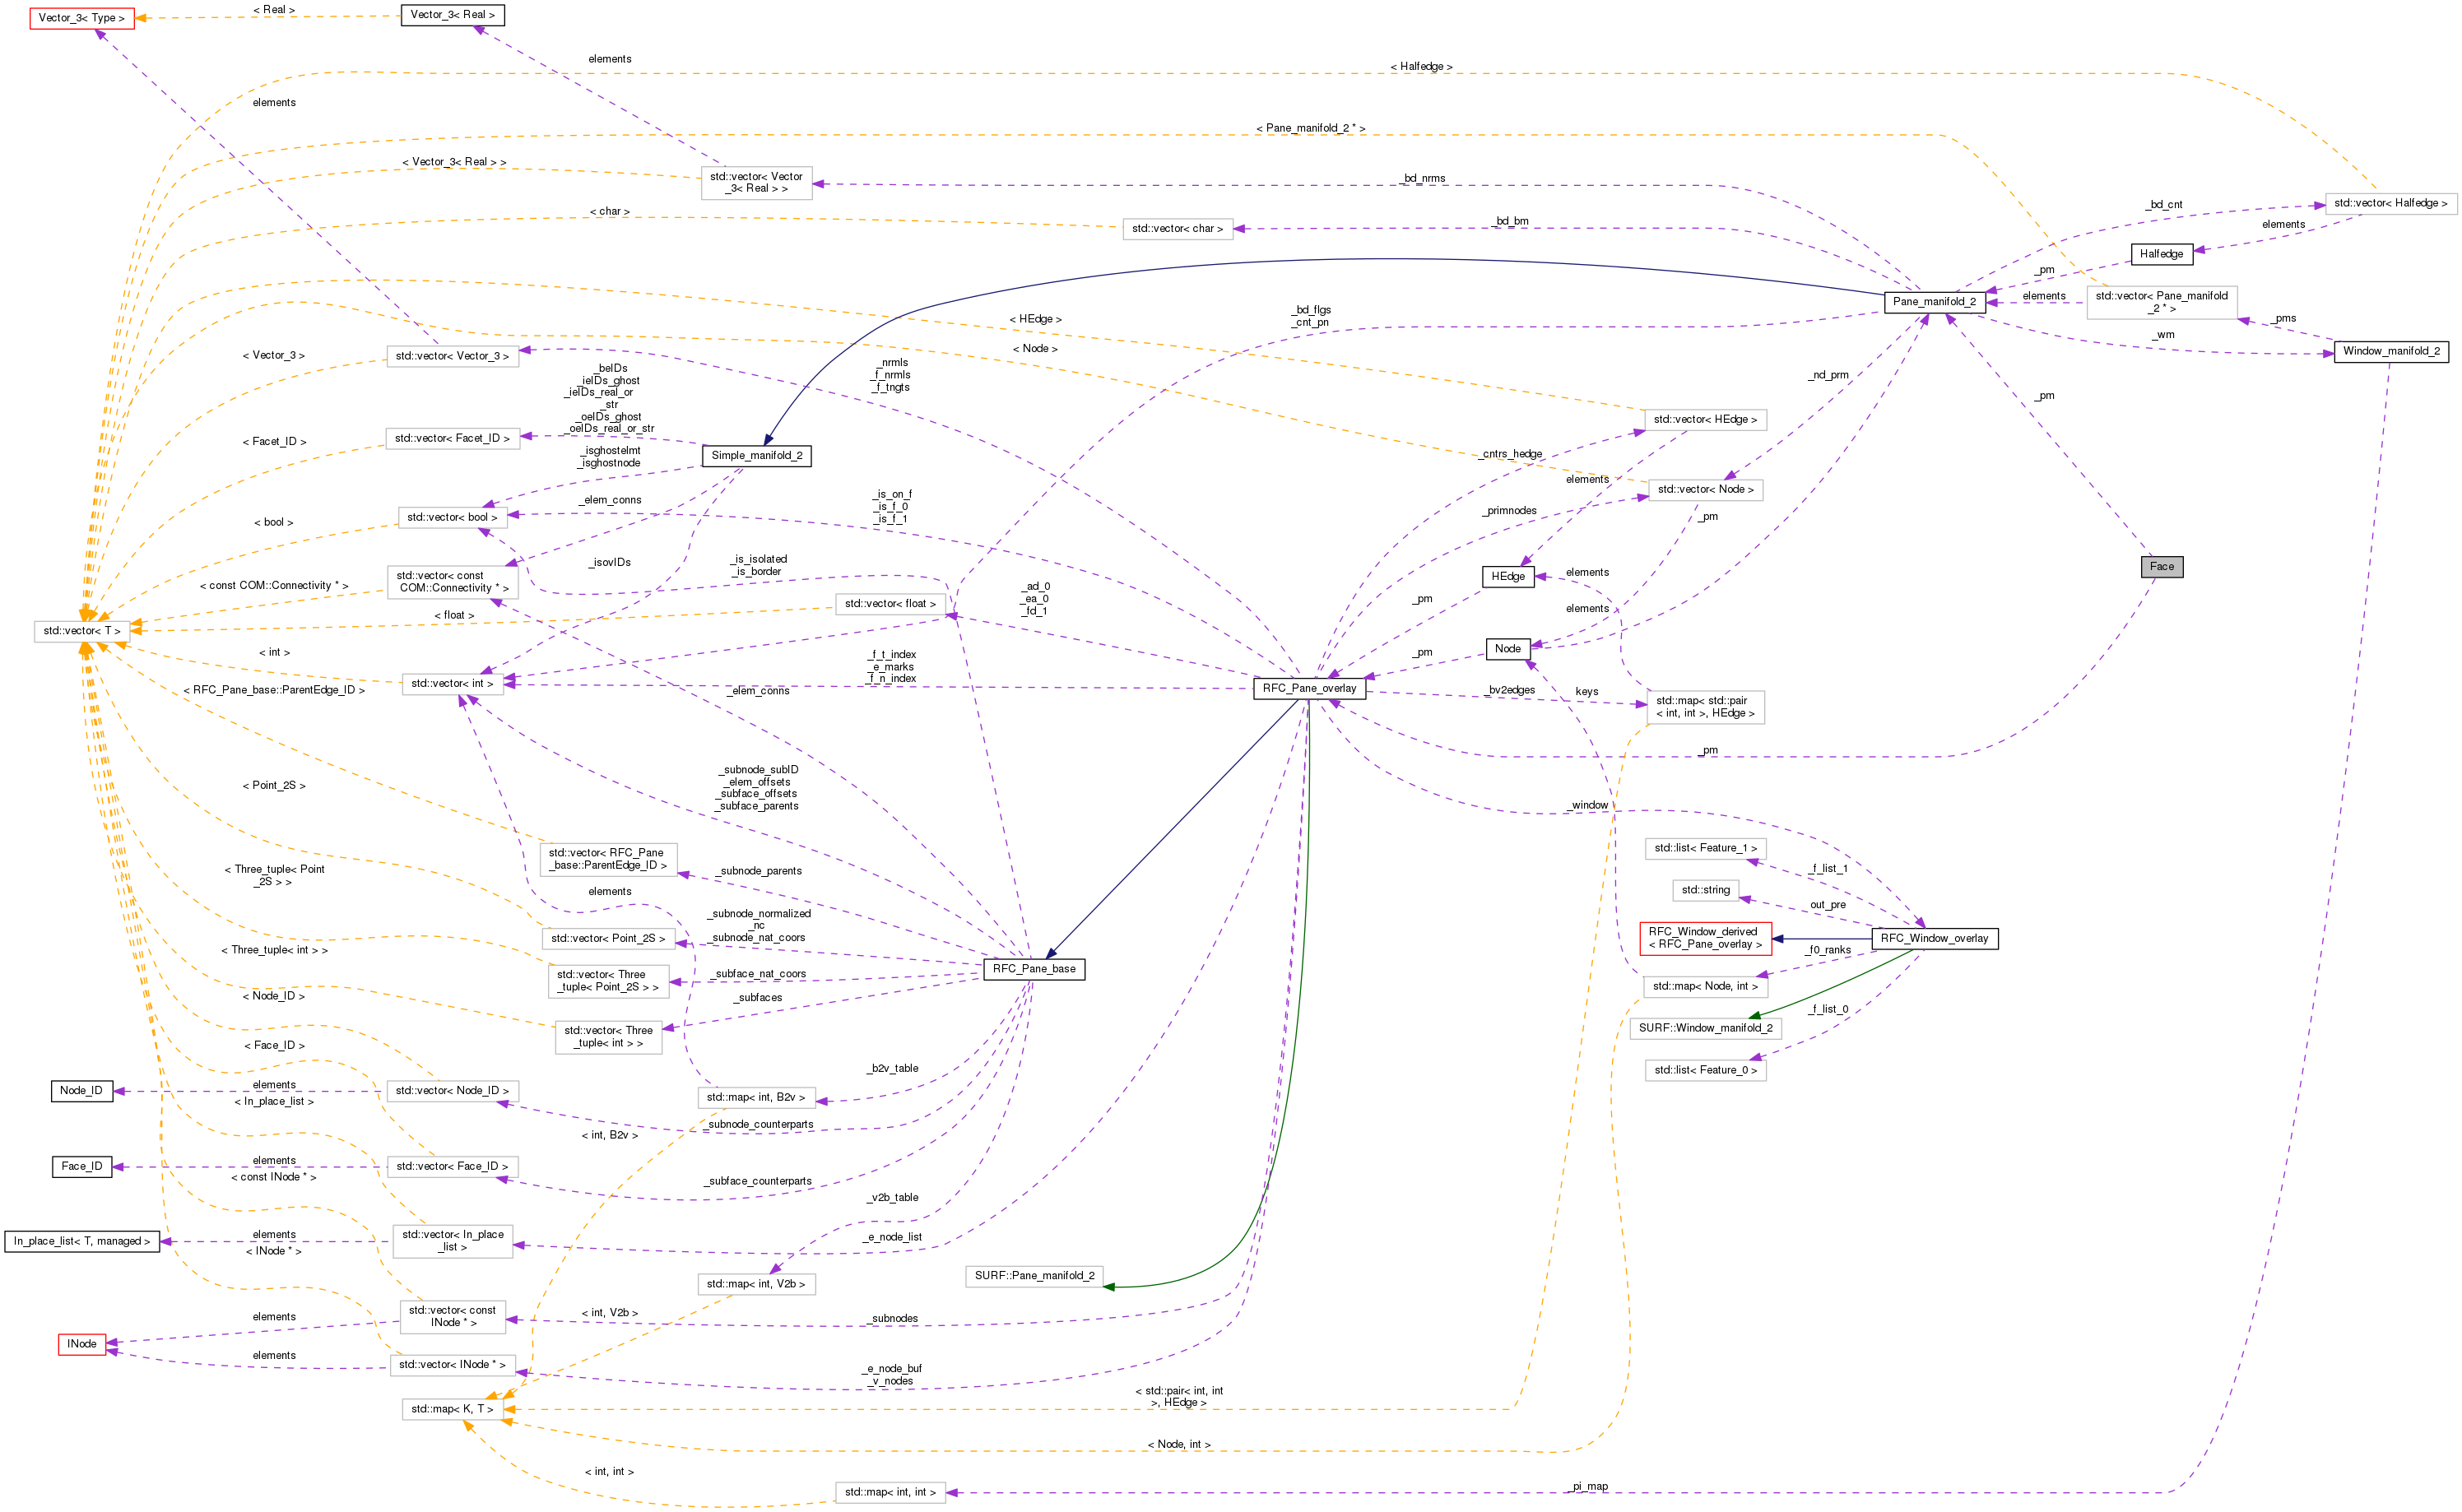 Vector_3< Type >
< Real >
Vector_3< Real >
elements
< Halfedge >
elements
< Pane_manifold_2 * >
< Vector_3< Real > >
std::vector< Vector
_3< Real > >
_bd_nrms
std::vector< Halfedge >
_bd_cnt
< char >
std::vector< char >
_bd_bm
elements
Halfedge
_pm
Pane_manifold_2
elements
std::vector< Pane_manifold
_2 * >
_bd_flgs
_cnt_pn
< HEdge >
_pms
_wm
Window_manifold_2
< Node >
< Vector_3 >
std::vector< Vector_3 >
_nrmls
_f_nrmls
_f_tngts
_nd_prm
_pm
_beIDs
_ieIDs_ghost
_ieIDs_real_or
_str
_oeIDs_ghost
_oeIDs_real_or_str
std::vector< HEdge >
< Facet_ID >
std::vector< Facet_ID >
Simple_manifold_2
_isghostelmt
_isghostnode
_cntrs_hedge
elements
std::vector< Node >
_elem_conns
_is_on_f
_is_f_0
_is_f_1
_primnodes
_pm
< bool >
std::vector< bool >
_isovIDs
_is_isolated
_is_border
Face
< const COM::Connectivity * >
std::vector< const
COM::Connectivity * >
HEdge
elements
_ad_0
_ea_0
_fd_1
_pm
std::vector< float >
< float >
elements
std::vector< T >
Node
< int >
_f_t_index
_e_marks
_f_n_index
_pm
std::vector< int >
< RFC_Pane_base::ParentEdge_ID >
_elem_conns
RFC_Pane_overlay
_bv2edges
keys
std::map< std::pair
< int, int >, HEdge >
_pm
_subnode_subID
_elem_offsets
_subface_offsets
_subface_parents
< Point_2S >
_window
std::list< Feature_1 >
_f_list_1
std::vector< RFC_Pane
_base::ParentEdge_ID >
_subnode_parents
< Three_tuple< Point
_2S > >
elements
std::string
out_pre
_subnode_normalized
_nc
_subnode_nat_coors
std::vector< Point_2S >
RFC_Window_derived
< RFC_Pane_overlay >
RFC_Window_overlay
< Three_tuple< int > >
_f0_ranks
std::vector< Three
_tuple< Point_2S > >
_subface_nat_coors
RFC_Pane_base
std::map< Node, int >
< Node_ID >
_subfaces
_f_list_0
std::vector< Three
_tuple< int > >
SURF::Window_manifold_2
< Face_ID >
_b2v_table
std::list< Feature_0 >
Node_ID
elements
std::vector< Node_ID >
std::map< int, B2v >
< In_place_list >
_subnode_counterparts
< int, B2v >
Face_ID
elements
std::vector< Face_ID >
< const INode * >
_subface_counterparts
_v2b_table
In_place_list< T, managed >
elements
std::vector< In_place
_list >
_e_node_list
< INode * >
std::map< int, V2b >
SURF::Pane_manifold_2
elements
std::vector< const
INode * >
< int, V2b >
_subnodes
INode
elements
std::vector< INode * >
_e_node_buf
_v_nodes
std::map< K, T >
< std::pair< int, int
>, HEdge >
< Node, int >
< int, int >
std::map< int, int >
_pi_map